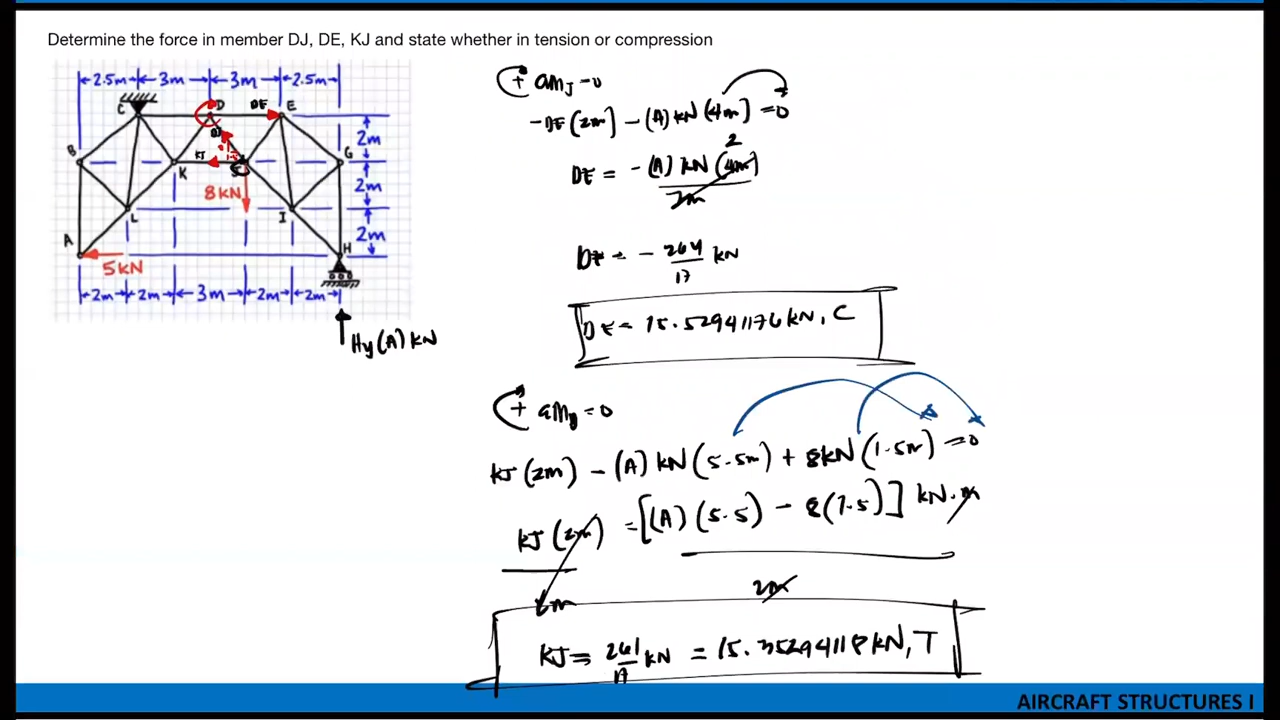 Determine the force in member DJ, DE, KJ and state whether in tension or compression
2.5m 3m 3m 2.5m
C D DE E
2m
B K KJ G
8kN 2m
L I
2m
A H
5kN
2m 2m 3m 2m 2m
Hy(A) kN
+ ΣMJ = 0
-DE(2m) - (A) kN (4m) = 0
2
DE = -(A) kN (4m)
2m
DE = - 264 kN
17
DE = 15.52941176 kN, C
+ ΣMD = 0
KJ (2m) - (A) kN (5.5m) + 8kN (1.5m) = 0
KJ (2m) = [(A) (5.5) - 8(1.5)] kN.m
2m 2m
KJ = 261 kN = 15.35294118 kN, T
17
AIRCRAFT STRUCTURES I